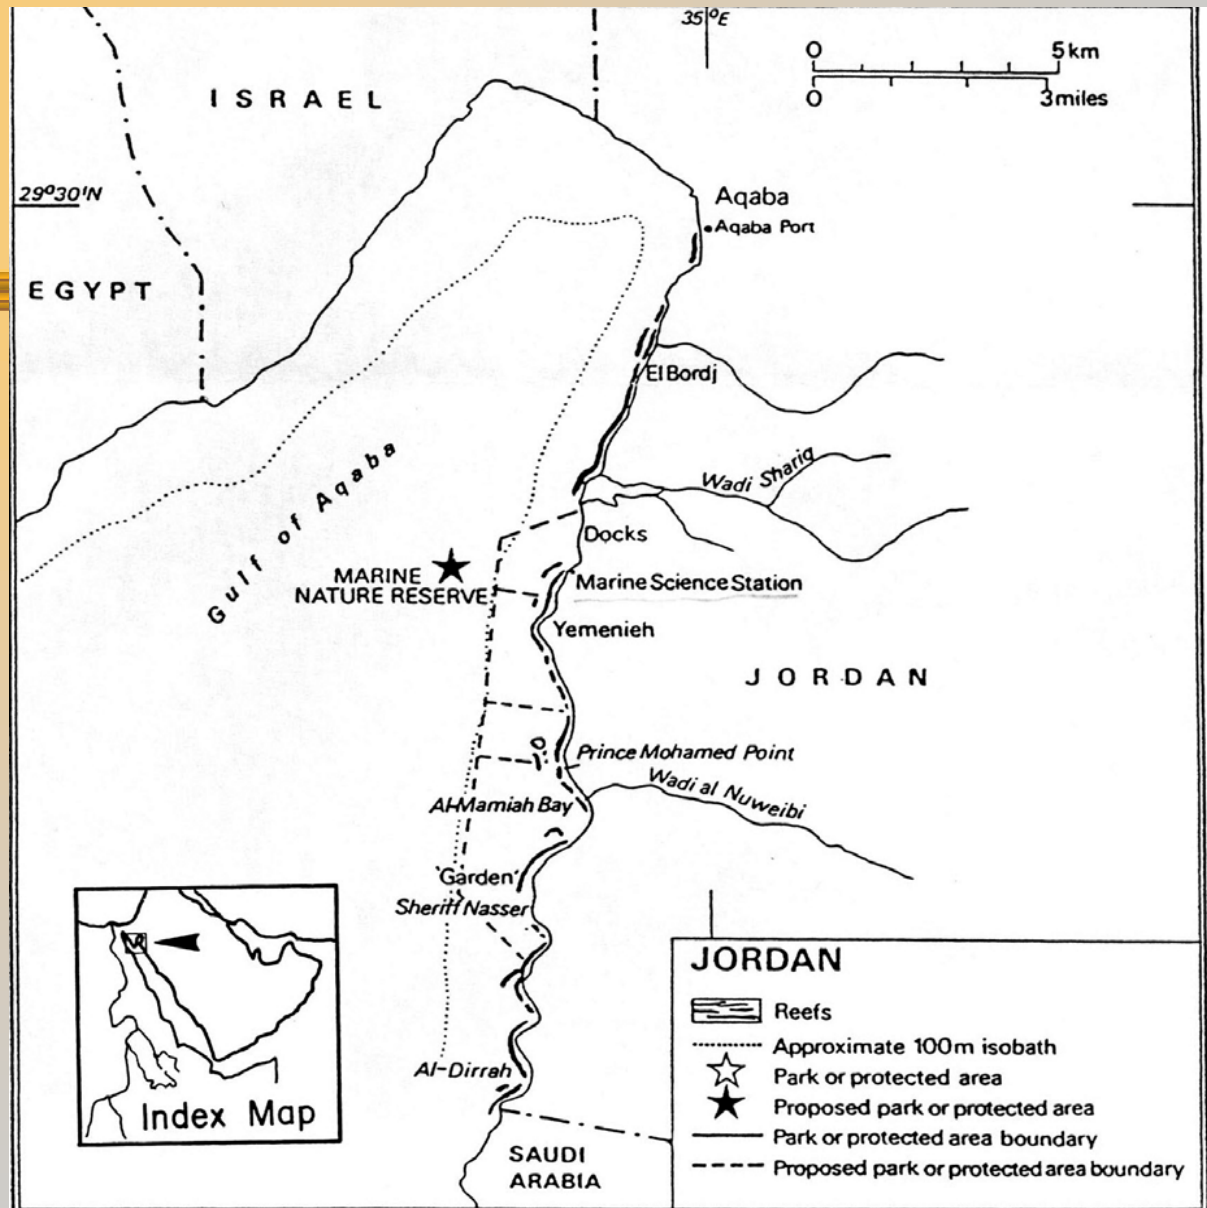 35°E
0 5km
0 3miles
ISRAEL
29°30'N
Aqaba
Aqaba Port
EGYPT
El Bordj
Gulf of Aqaba
Wadi Shariq
Docks
MARINE
NATURE RESERVE
Marine Science Station
Yemenieh
JORDAN
Prince Mohamed Point
Wadi al Nuweibi
Al-Mamiah Bay
'Garden'
Sheriff Nasser
Al-Dirrah
SAUDI
ARABIA
Index Map
JORDAN
Reefs
Approximate 100m isobath
Park or protected area
Proposed park or protected area
Park or protected area boundary
Proposed park or protected area boundary